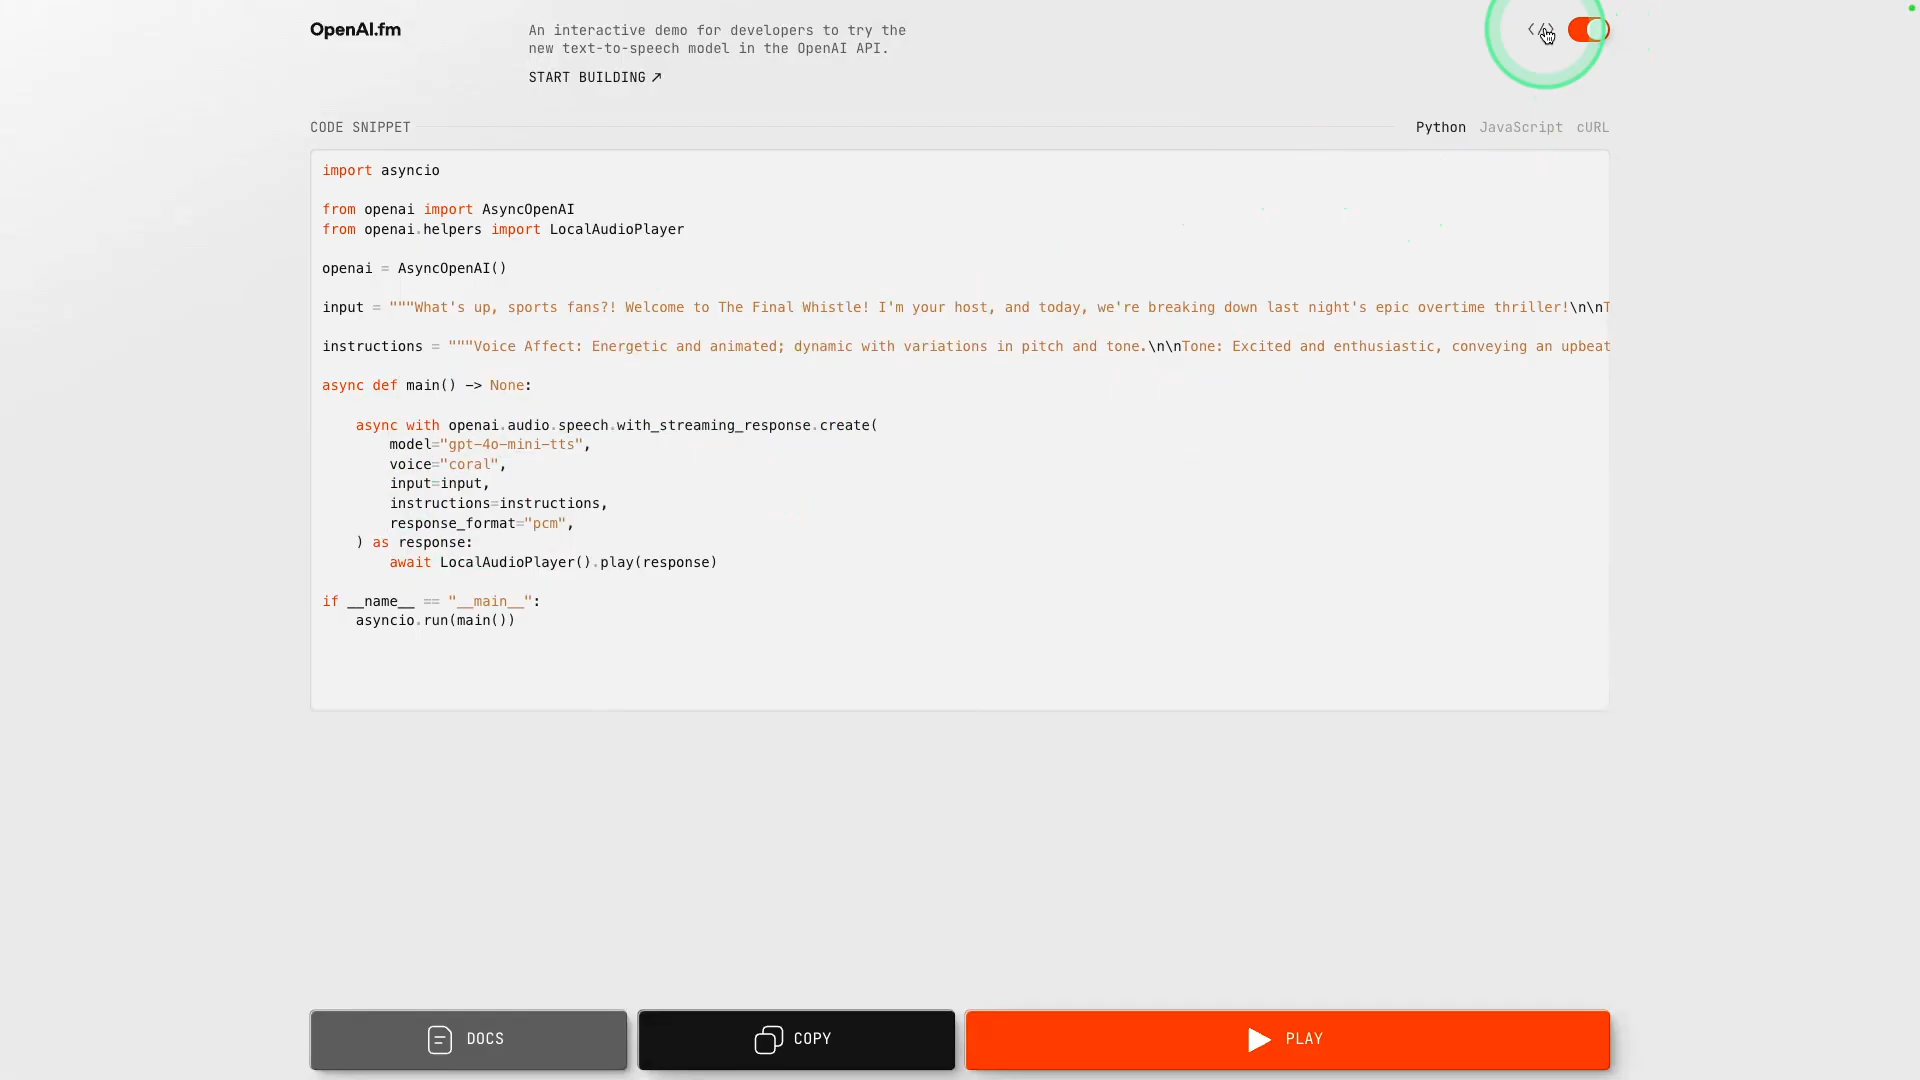 OpenAI.fm
An interactive demo for developers to try the
new text-to-speech model in the OpenAI API.
START BUILDING ↗
</>
CODE SNIPPET
Python JavaScript cURL
import asyncio
from openai import AsyncOpenAI
from openai.helpers import LocalAudioPlayer
openai = AsyncOpenAI()
input = """What's up, sports fans?! Welcome to The Final Whistle! I'm your host, and today, we're breaking down last night's epic overtime thriller!\n\nT
instructions = """Voice Affect: Energetic and animated; dynamic with variations in pitch and tone.\n\nTone: Excited and enthusiastic, conveying an upbeat
async def main() -> None:
    async with openai.audio.speech.with_streaming_response.create(
        model="gpt-4o-mini-tts",
        voice="coral",
        input=input,
        instructions=instructions,
        response_format="pcm",
    ) as response:
        await LocalAudioPlayer().play(response)
if __name__ == "__main__":
    asyncio.run(main())
DOCS
COPY
PLAY